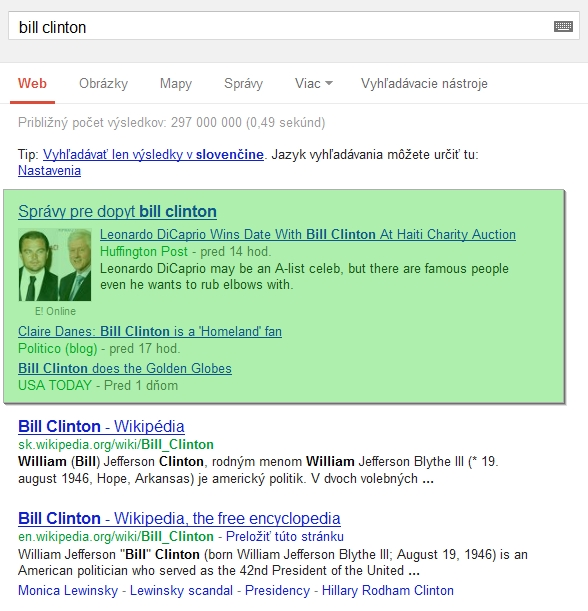 bill clinton
Web Obrázky Mapy Správy Viac Vyhľadávacie nástroje
Približný počet výsledkov: 297 000 000 (0,49 sekúnd)
Tip: Vyhľadávať len výsledky v slovenčine. Jazyk vyhľadávania môžete určiť tu:
Nastavenia
Správy pre dopyt bill clinton
Leonardo DiCaprio Wins Date With Bill Clinton At Haiti Charity Auction
Huffington Post - pred 14 hod.
Leonardo DiCaprio may be an A-list celeb, but there are famous people
even he wants to rub elbows with.
E! Online
Claire Danes: Bill Clinton is a 'Homeland' fan
Politico (blog) - pred 17 hod.
Bill Clinton does the Golden Globes
USA TODAY - Pred 1 dňom
Bill Clinton - Wikipédia
sk.wikipedia.org/wiki/Bill_Clinton
William (Bill) Jefferson Clinton, rodným menom William Jefferson Blythe III (* 19.
august 1946, Hope, Arkansas) je americký politik. V dvoch volebných ...
Bill Clinton - Wikipedia, the free encyclopedia
en.wikipedia.org/wiki/Bill_Clinton - Preložiť túto stránku
William Jefferson "Bill" Clinton (born William Jefferson Blythe III; August 19, 1946) is an
American politician who served as the 42nd President of the United ...
Monica Lewinsky - Lewinsky scandal - Presidency - Hillary Rodham Clinton